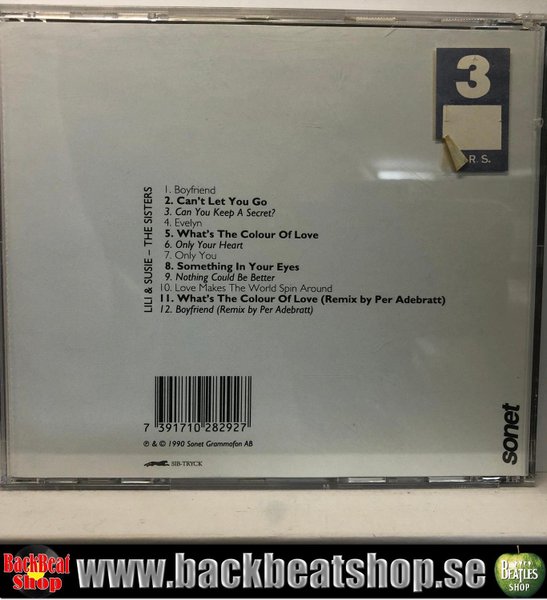 3
R. S.
LILI & SUSIE – THE SISTERS
1. Boyfriend
2. Can't Let You Go
3. Can You Keep A Secret?
4. Evelyn
5. What's The Colour Of Love
6. Only Your Heart
7. Only You
8. Something In Your Eyes
9. Nothing Could Be Better
10. Love Makes The World Spin Around
11. What's The Colour Of Love (Remix by Per Adebratt)
12. Boyfriend (Remix by Per Adebratt)
7 391710 282927
℗ & © 1990 Sonet Grammofon AB
SIB-TRYCK
sonet
BackBeat
Shop
www.backbeatshop.se
BEATLES
SHOP